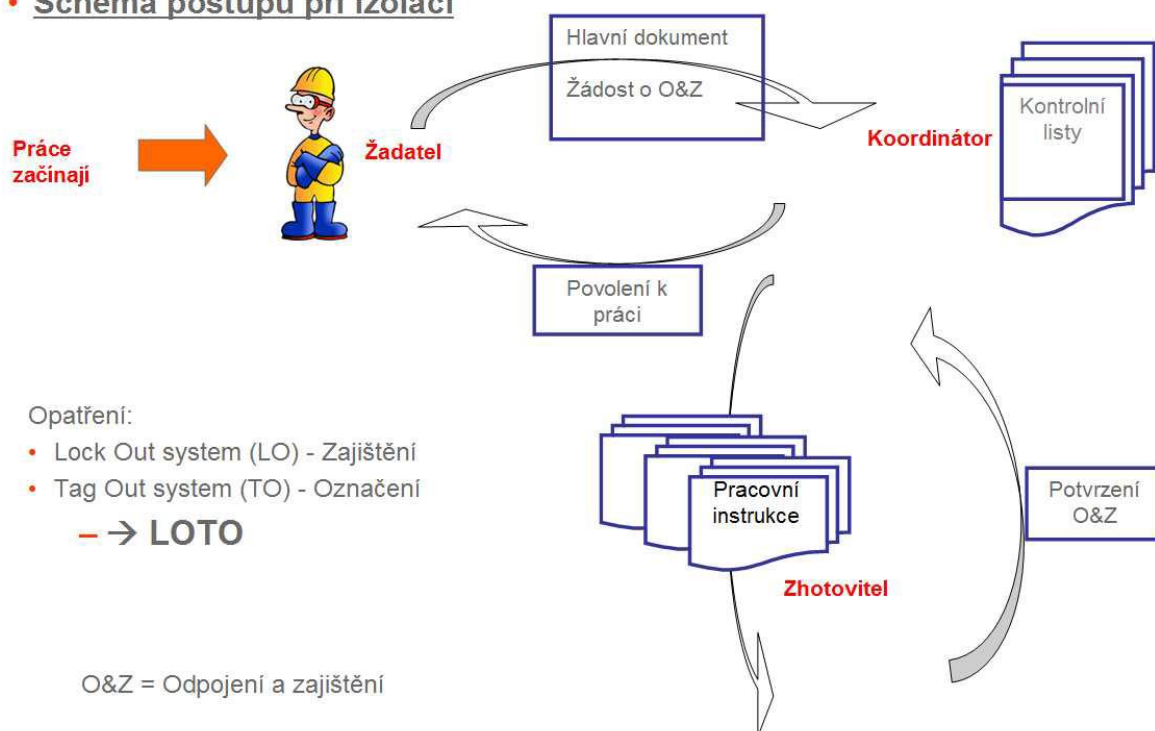 • Schéma postupu při izolaci
Hlavní dokument
Žádost o O&Z
Kontrolní
listy
Koordinátor
Práce
začínají
Žadatel
Povolení k
práci
Opatření:
• Lock Out system (LO) - Zajištění
• Tag Out system (TO) - Označení
– → LOTO
Pracovní
instrukce
Potvrzení
O&Z
Zhotovitel
O&Z = Odpojení a zajištění